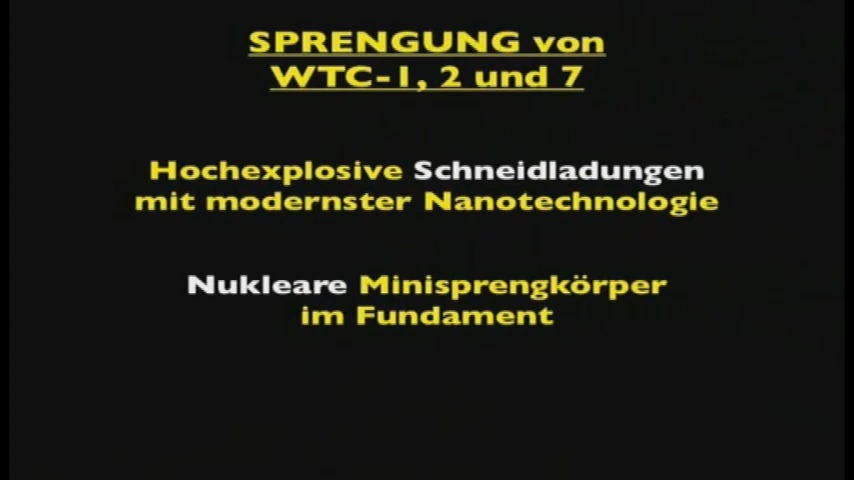 SPRENGUNG von
WTC-1, 2 und 7
Hochexplosive Schneidladungen
mit modernster Nanotechnologie
Nukleare Minisprengkörper
im Fundament